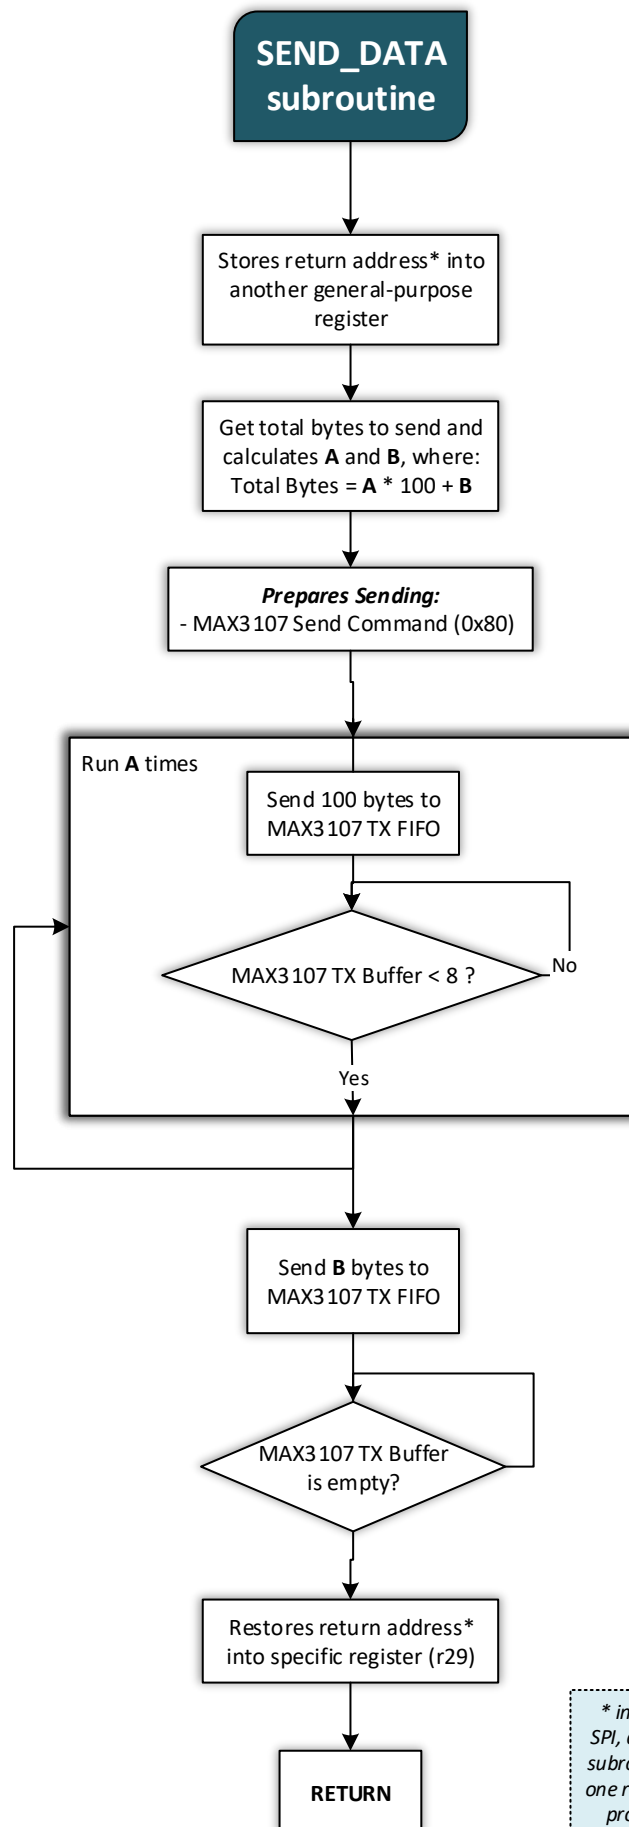 SEND_DATA
subroutine
Stores return address* into
another general-purpose
register
Get total bytes to send and
calculates A and B, where:
Total Bytes = A * 100 + B
Prepares Sending:
- MAX3107 Send Command (0x80)
Run A times
Send 100 bytes to
MAX3107 TX FIFO
MAX3107 TX Buffer < 8 ?
No
Yes
Send B bytes to
MAX3107 TX FIFO
MAX3107 TX Buffer
is empty?
Restores return address*
into specific register (r29)
RETURN
* in
SPI,
subro
one r
pro